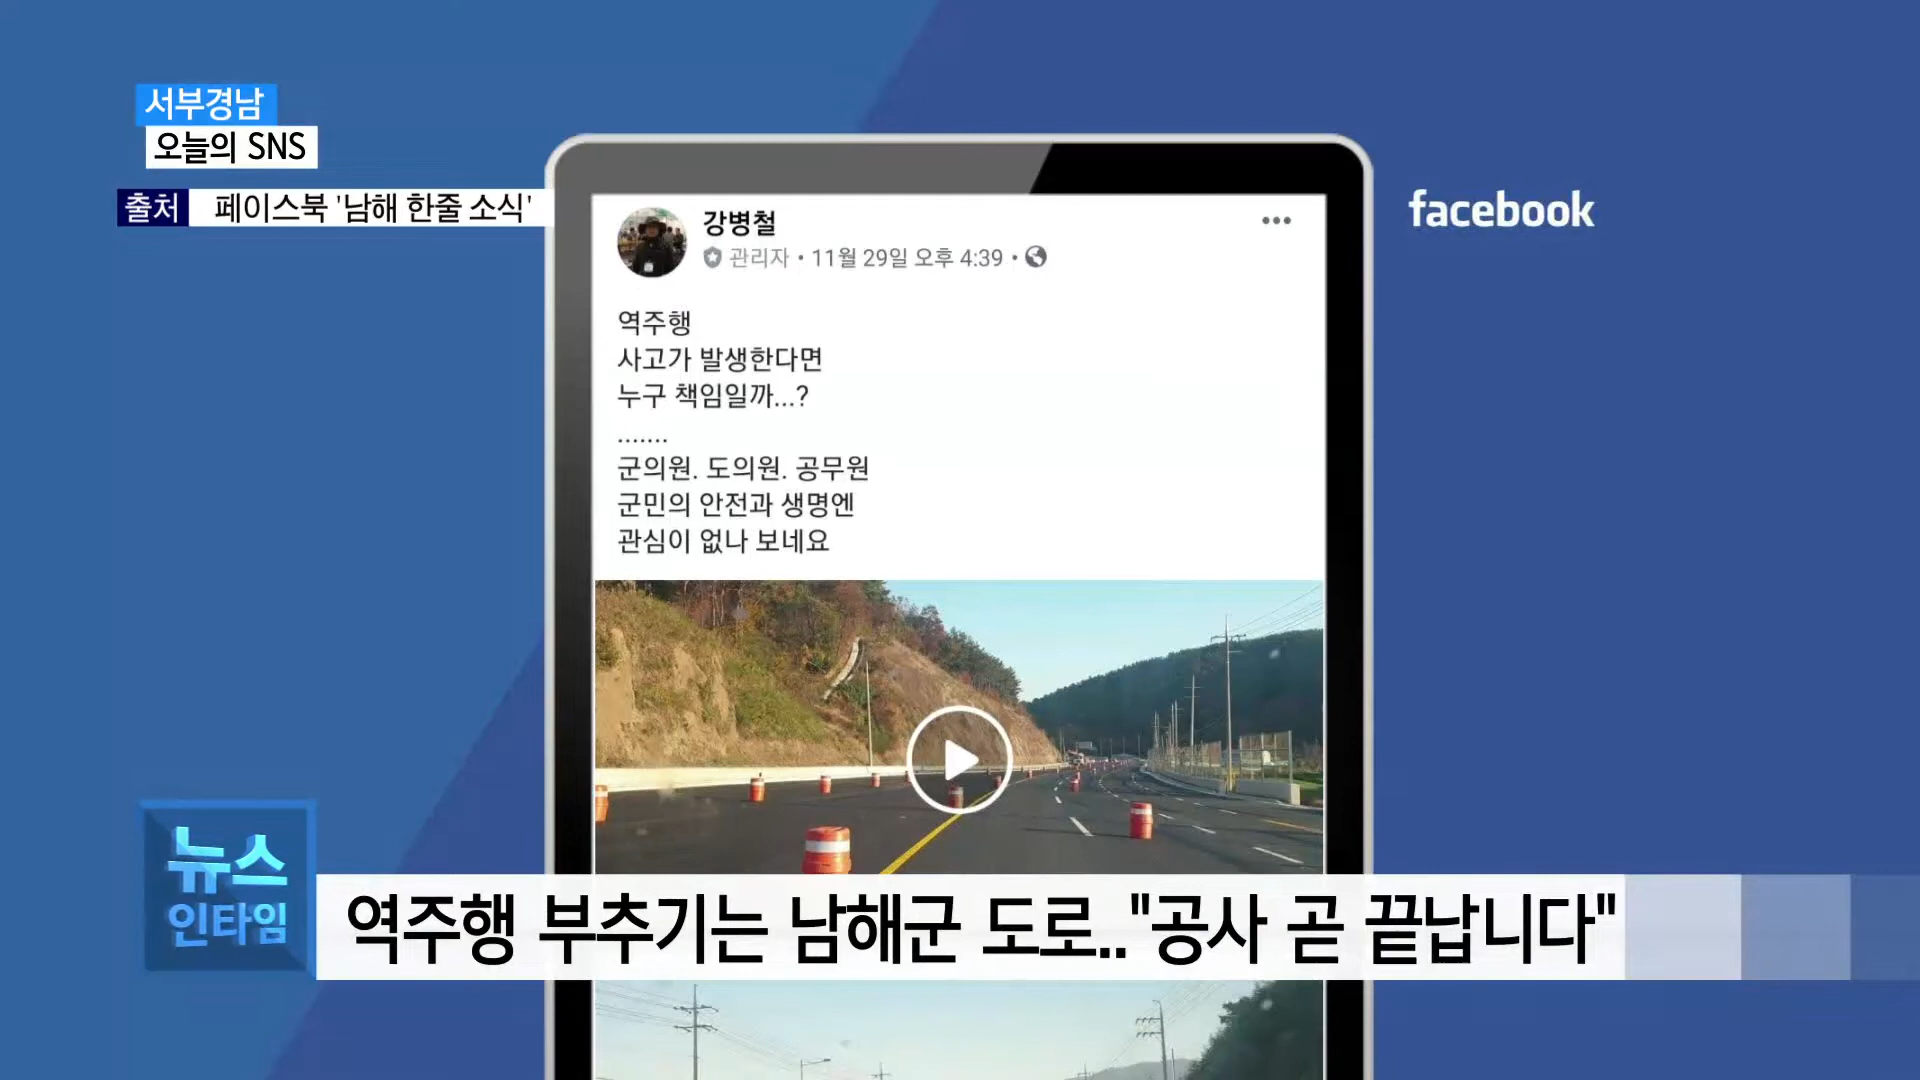 서부경남
오늘의 SNS
출처 페이스북 '남해 한줄 소식'
facebook
강병철
관리자 • 11월 29일 오후 4:39 •
역주행
사고가 발생한다면
누구 책임일까...?
.......
군의원. 도의원. 공무원
군민의 안전과 생명엔
관심이 없나 보네요
뉴스
인타임
역주행 부추기는 남해군 도로.."공사 곧 끝납니다"